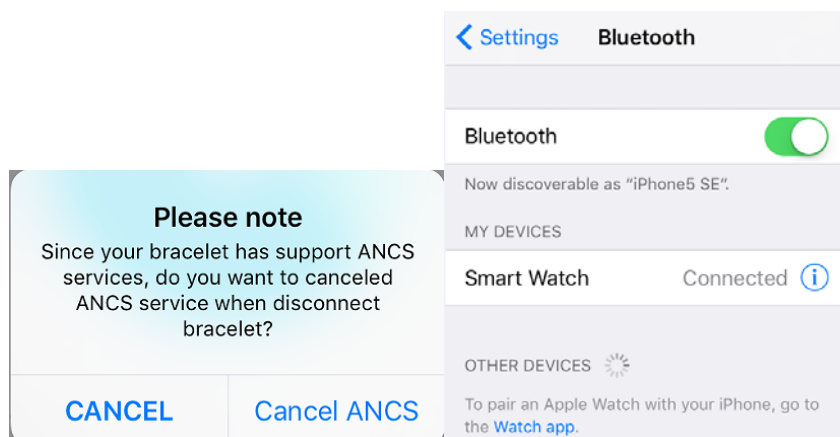 Please note
Since your bracelet has support ANCS
services, do you want to canceled
ANCS service when disconnect
bracelet?
CANCEL
Cancel ANCS
Settings
Bluetooth
Bluetooth
Now discoverable as “iPhone5 SE”.
MY DEVICES
Smart Watch
Connected
OTHER DEVICES
To pair an Apple Watch with your iPhone, go to
the Watch app.